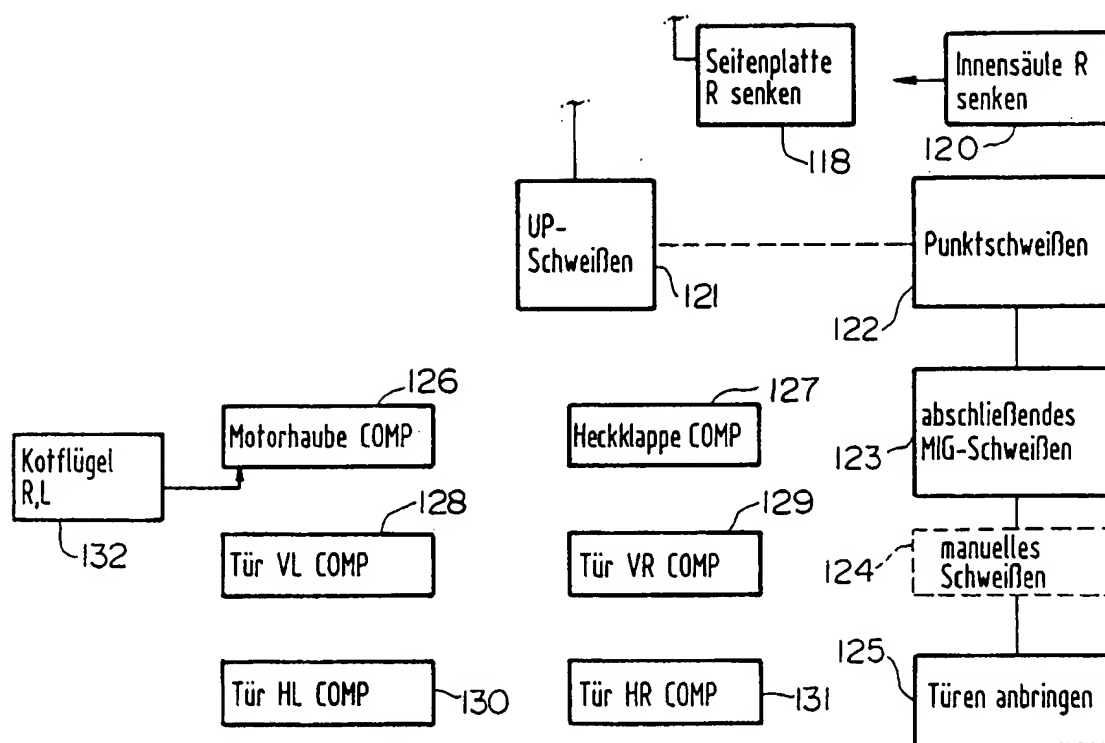 Seitenplatte
R senken
118
Innensäule R
senken
120
UP-
Schweißen
121
Punktschweißen
122
126
Motorhaube COMP
127
Heckklappe COMP
abschließendes
MIG-Schweißen
123
Kotflügel
R,L
132
128
Tür VL COMP
129
Tür VR COMP
manuelles
Schweißen
124
Tür HL COMP
130
Tür HR COMP
131
125
Türen anbringen